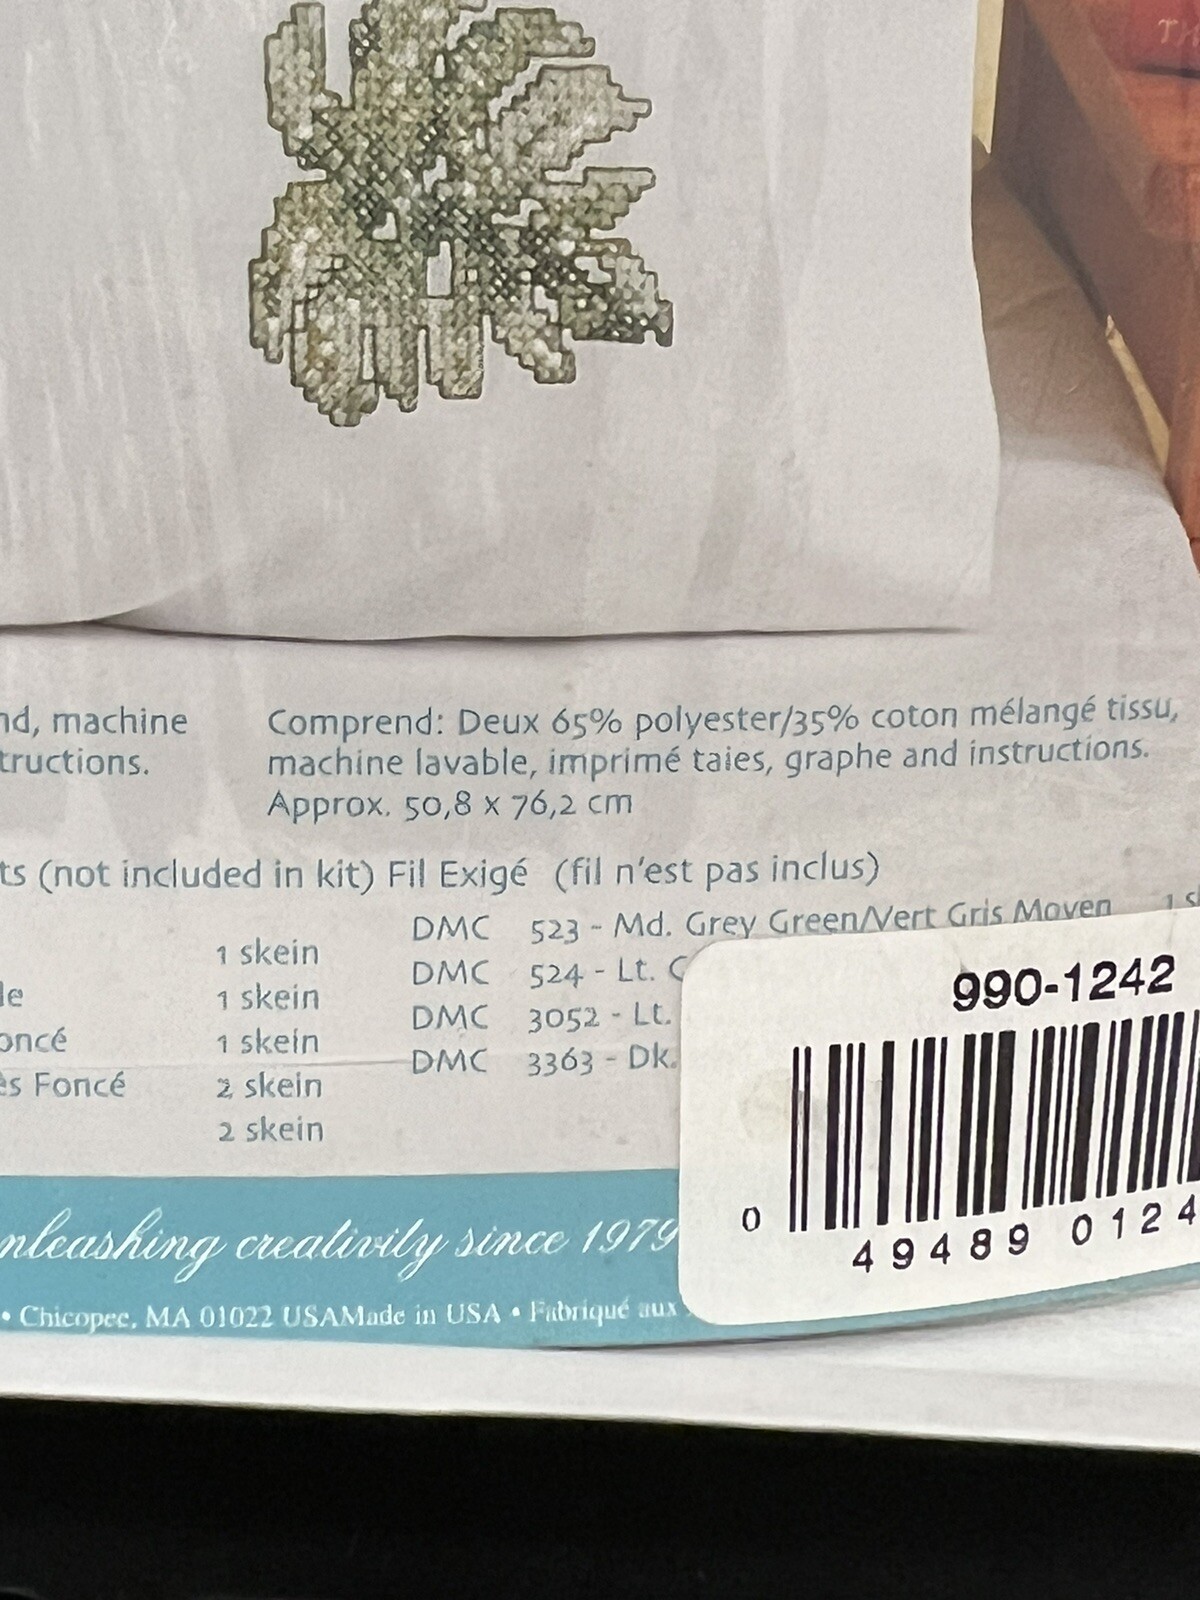 TH
nd, machine
tructions.
Comprend: Deux 65% polyester/35% coton mélangé tissu,
machine lavable, imprimé taies, graphe and instructions.
Approx. 50,8 x 76,2 cm
ts (not included in kit) Fil Exigé (fil n'est pas inclus)
1 skein
le 1 skein
oncé 1 skein
ès Foncé 2 skein
2 skein
DMC 523 - Md. Grey Green/Vert Gris Moyen 1 s
DMC 524 - Lt. G
DMC 3052 - Lt.
DMC 3363 - Dk.
990-1242
0 49489 0124
nleashing creativity since 1979
• Chicopee, MA 01022 USAMade in USA • Fabriqué aux